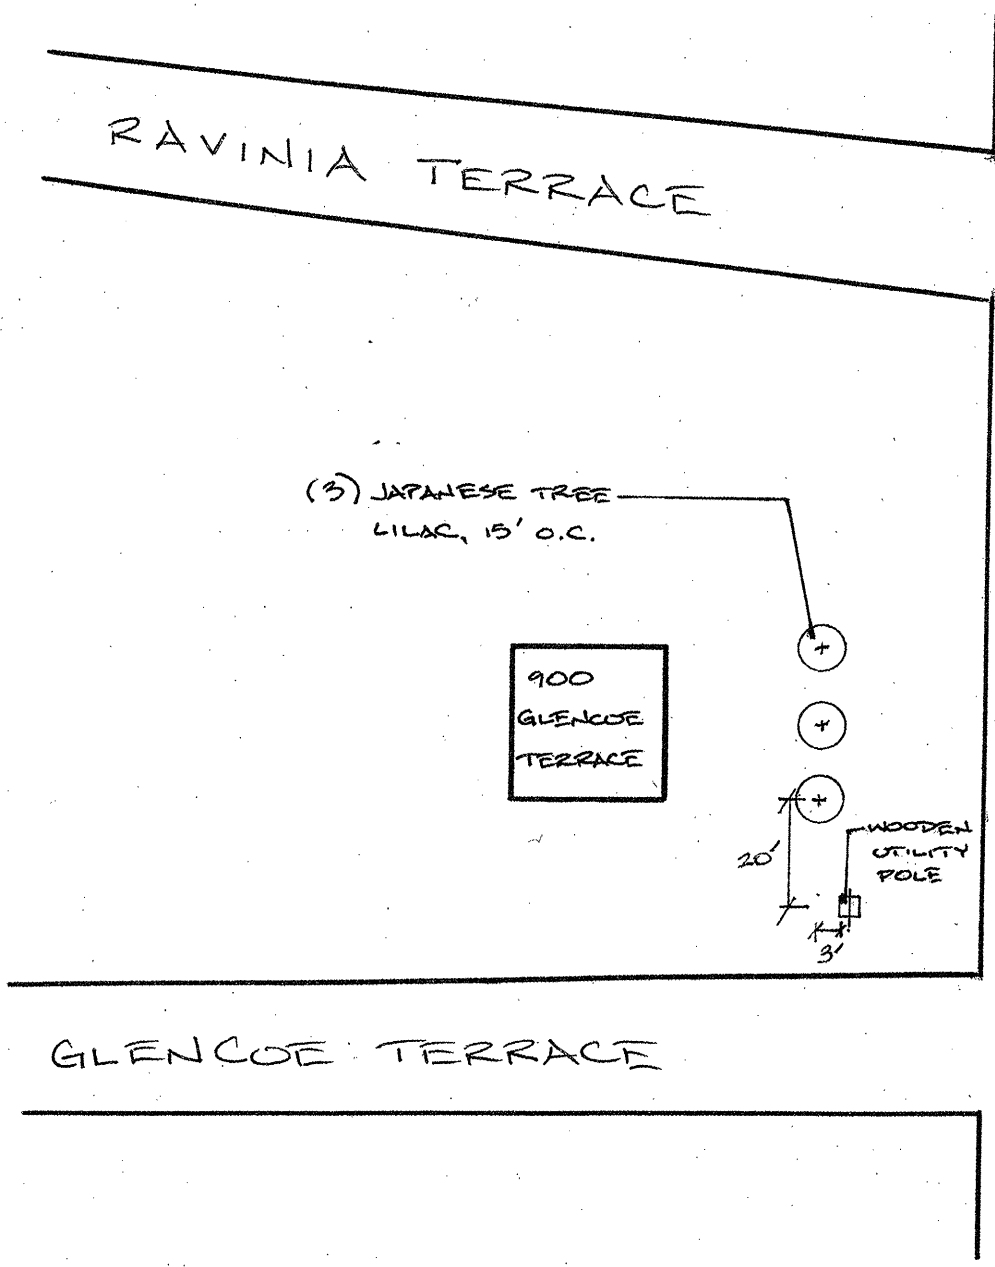 RAVINIA TERRACE
(3) JAPANESE TREE
LILAC, 15' O.C.
900
GLENCOE
TERRACE
WOODEN
UTILITY
POLE
20'
3'
GLENCOE TERRACE